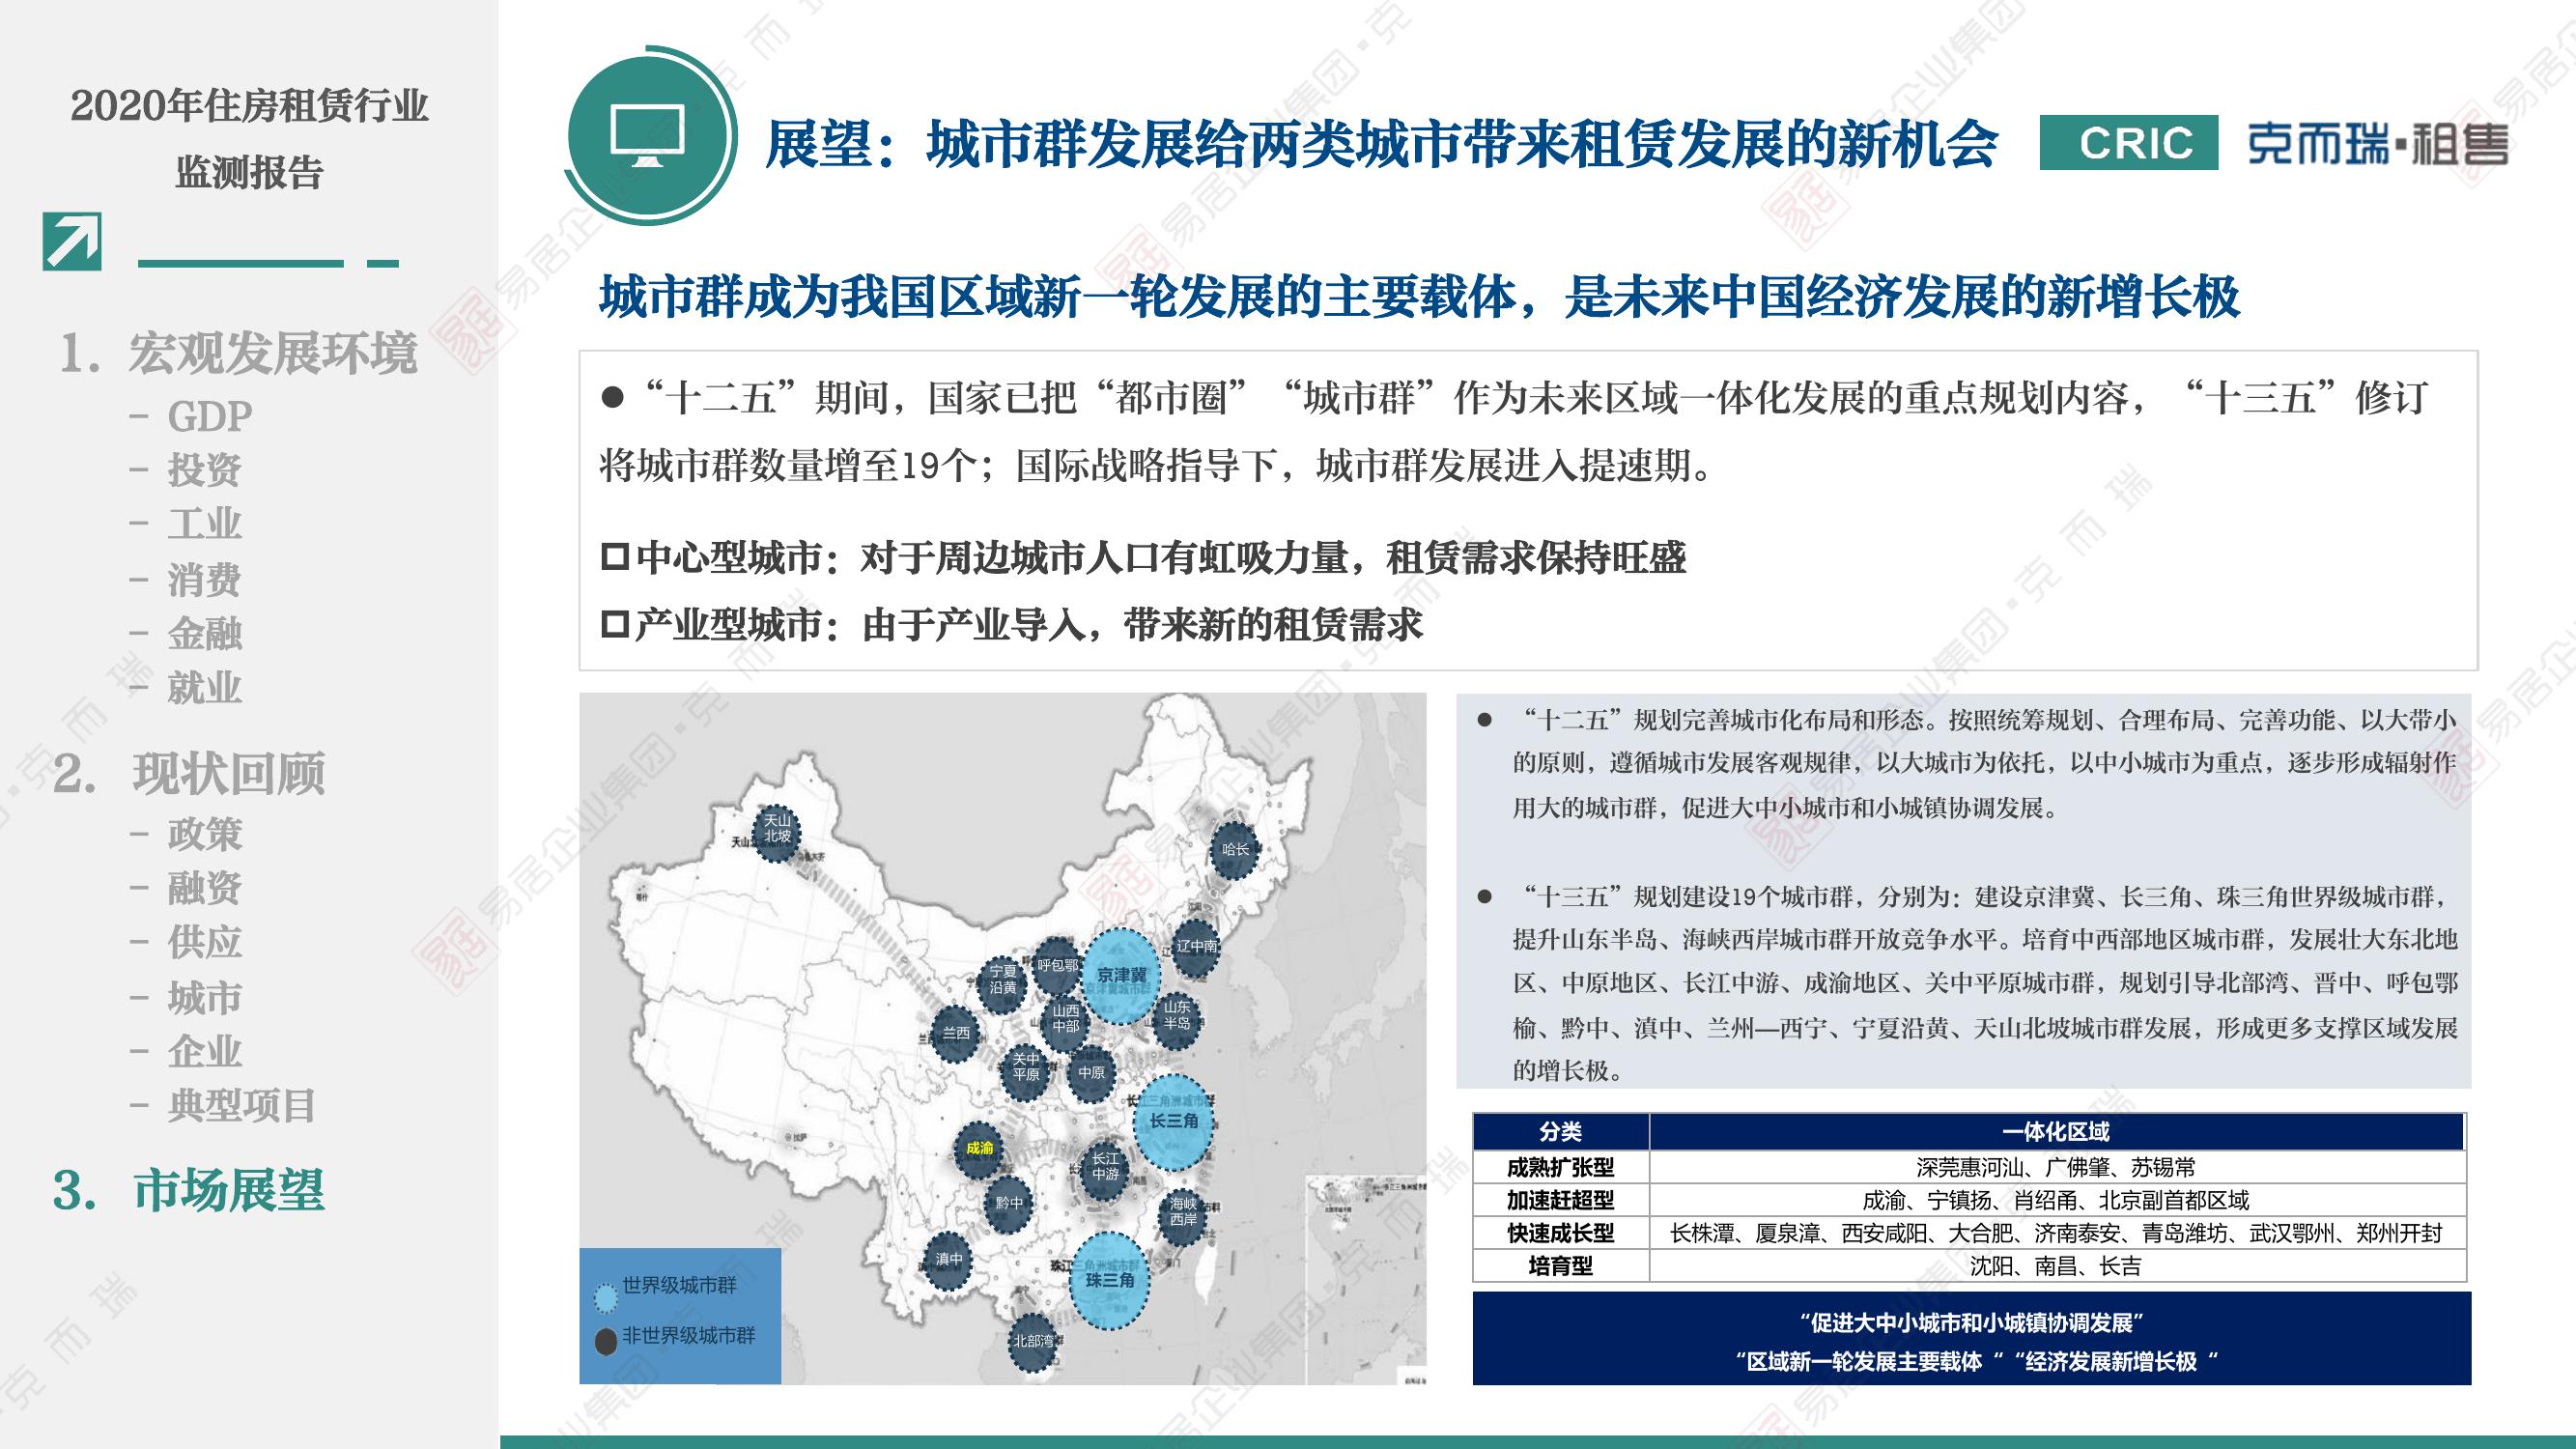 2020年住房租赁行业
监测报告
1. 宏观发展环境
– GDP
– 投资
– 工业
– 消费
– 金融
– 就业
2. 现状回顾
– 政策
– 融资
– 供应
– 城市
– 企业
– 典型项目
3. 市场展望
展望：城市群发展给两类城市带来租赁发展的新机会
CRIC 克而瑞·租售
城市群成为我国区域新一轮发展的主要载体，是未来中国经济发展的新增长极
●“十二五”期间，国家已把“都市圈”“城市群”作为未来区域一体化发展的重点规划内容，“十三五”修订
将城市群数量增至19个；国际战略指导下，城市群发展进入提速期。
中心型城市：对于周边城市人口有虹吸力量，租赁需求保持旺盛
产业型城市：由于产业导入，带来新的租赁需求
天山
北坡
哈长
辽中南
京津冀
呼包鄂
宁夏
沿黄
山西
中部
山东
半岛
兰西
关中
平原
中原
长三角
成渝
长江
中游
黔中
海峡
西岸
滇中
珠三角
北部湾
世界级城市群
非世界级城市群
● “十二五”规划完善城市化布局和形态。按照统筹规划、合理布局、完善功能、以大带小
的原则，遵循城市发展客观规律，以大城市为依托，以中小城市为重点，逐步形成辐射作
用大的城市群，促进大中小城市和小城镇协调发展。
● “十三五”规划建设19个城市群，分别为：建设京津冀、长三角、珠三角世界级城市群，
提升山东半岛、海峡西岸城市群开放竞争水平。培育中西部地区城市群，发展壮大东北地
区、中原地区、长江中游、成渝地区、关中平原城市群，规划引导北部湾、晋中、呼包鄂
榆、黔中、滇中、兰州—西宁、宁夏沿黄、天山北坡城市群发展，形成更多支撑区域发展
的增长极。
分类 一体化区域
成熟扩张型 深莞惠河汕、广佛肇、苏锡常
加速赶超型 成渝、宁镇扬、肖绍甬、北京副首都区域
快速成长型 长株潭、厦泉漳、西安咸阳、大合肥、济南泰安、青岛潍坊、武汉鄂州、郑州开封
培育型 沈阳、南昌、长吉
“促进大中小城市和小城镇协调发展”
“区域新一轮发展主要载体 “ “经济发展新增长极 “
易居企业集团·克而瑞